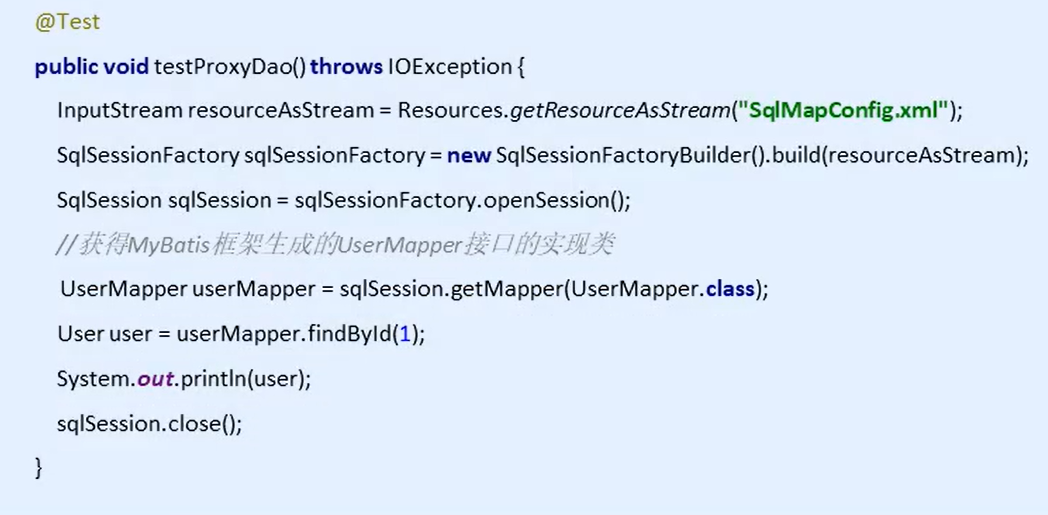 @Test
public void testProxyDao() throws IOException {
InputStream resourceAsStream = Resources.getResourceAsStream("SqlMapConfig.xml");
SqlSessionFactory sqlSessionFactory = new SqlSessionFactoryBuilder().build(resourceAsStream);
SqlSession sqlSession = sqlSessionFactory.openSession();
//获得MyBatis框架生成的UserMapper接口的实现类
UserMapper userMapper = sqlSession.getMapper(UserMapper.class);
User user = userMapper.findById(1);
System.out.println(user);
sqlSession.close();
}